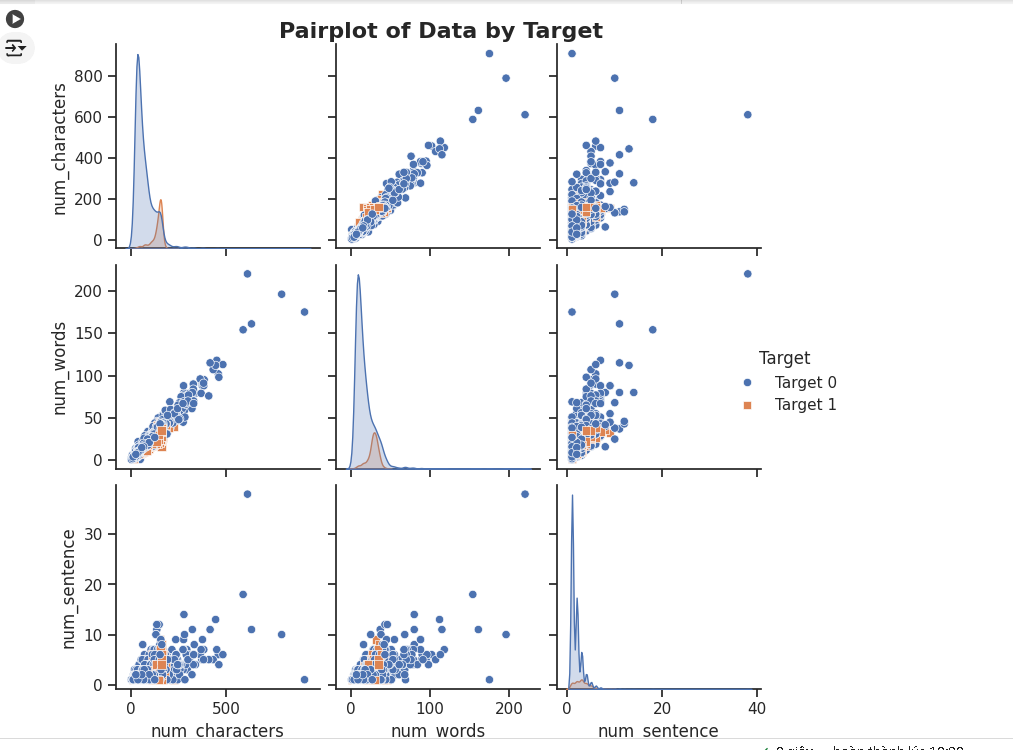 Pairplot of Data by Target
800
600
400
200
0
num_characters
200
150
100
50
0
num_words
Target
Target 0
Target 1
30
20
10
0
num_sentence
0 500
0 100 200
0 20 40
num_characters
num_words
num_sentence